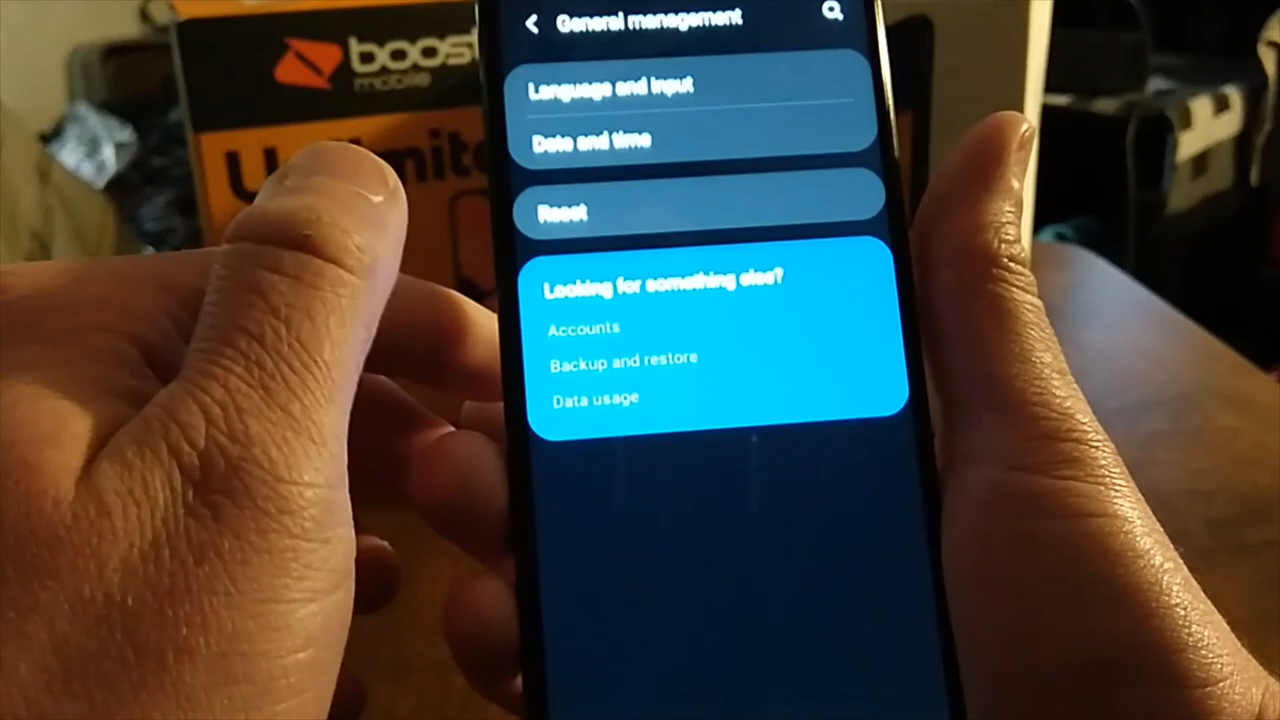 General management
boost
mobile
Language and input
Date and time
Reset
Looking for something else?
Accounts
Backup and restore
Data usage